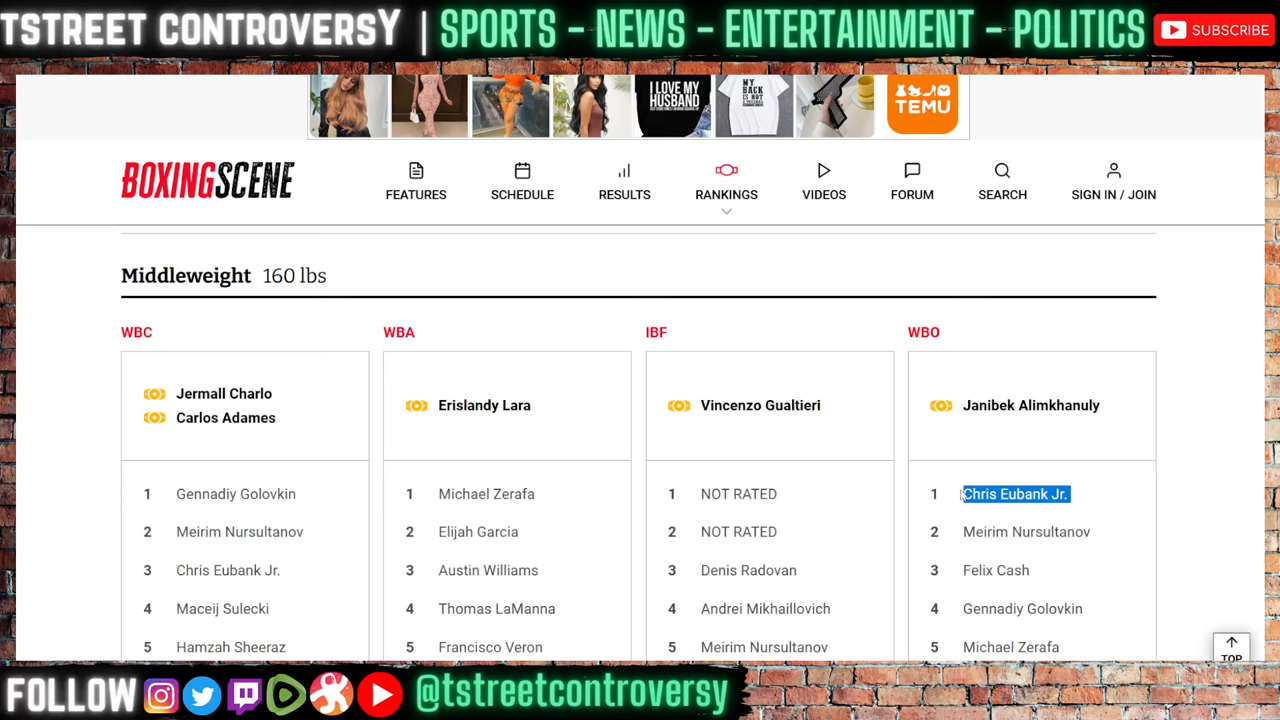 TSTREET CONTROVERSY | SPORTS - NEWS - ENTERTAINMENT - POLITICS
SUBSCRIBE
I LOVE MY
HUSBAND
MY
BACK IS
NOT A
TEMU
BOXINGSCENE
FEATURES
SCHEDULE
RESULTS
RANKINGS
VIDEOS
FORUM
SEARCH
SIGN IN / JOIN
Middleweight 160 lbs
WBC
Jermall Charlo
Carlos Adames
1 Gennadiy Golovkin
2 Meirim Nursultanov
3 Chris Eubank Jr.
4 Maceij Sulecki
5 Hamzah Sheeraz
WBA
Erislandy Lara
1 Michael Zerafa
2 Elijah Garcia
3 Austin Williams
4 Thomas LaManna
5 Francisco Veron
IBF
Vincenzo Gualtieri
1 NOT RATED
2 NOT RATED
3 Denis Radovan
4 Andrei Mikhaillovich
5 Meirim Nursultanov
WBO
Janibek Alimkhanuly
1 Chris Eubank Jr.
2 Meirim Nursultanov
3 Felix Cash
4 Gennadiy Golovkin
5 Michael Zerafa
TOP
FOLLOW @tstreetcontroversy